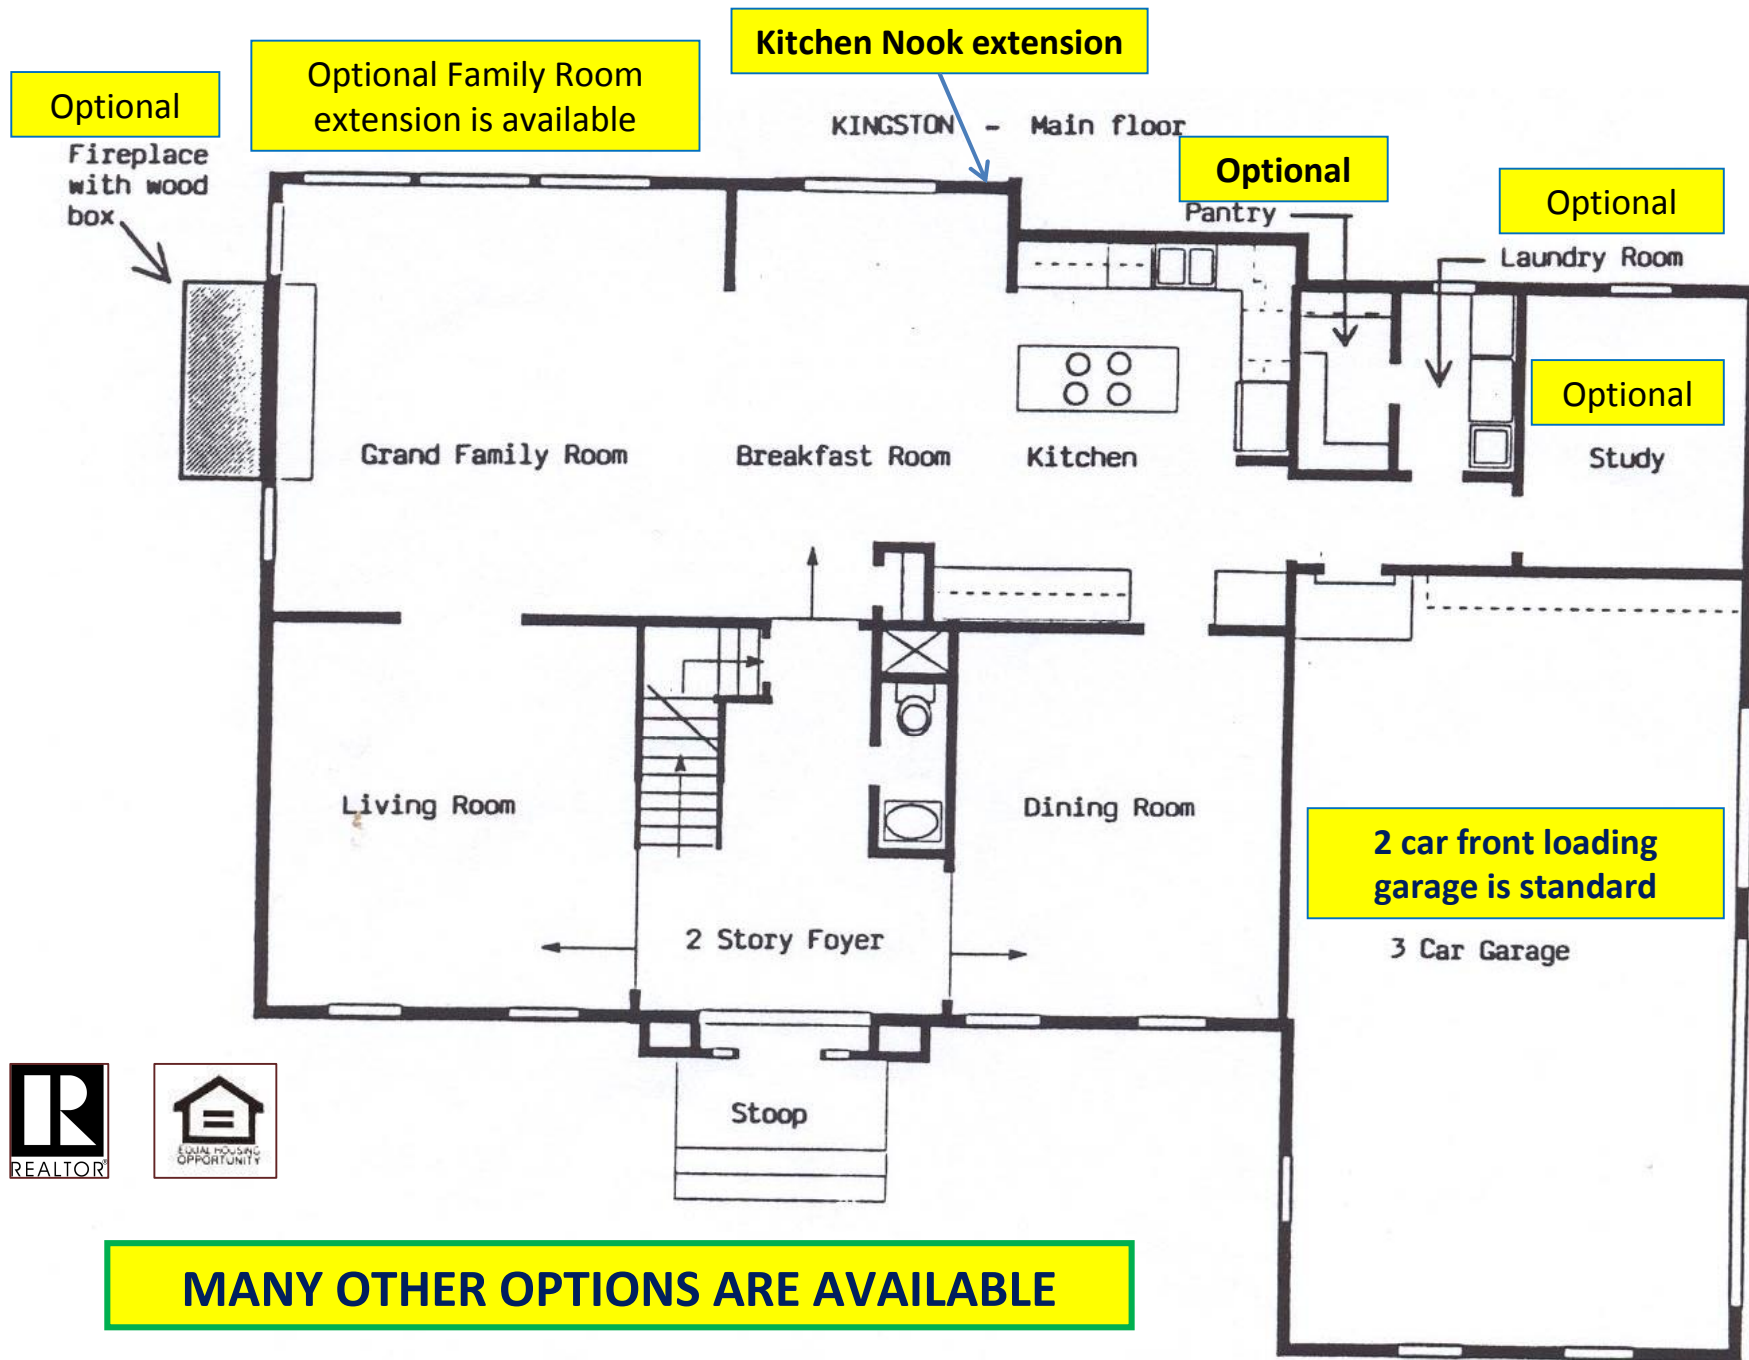 Kitchen Nook extension
Optional Family Room
extension is available
Optional
KINGSTON - Main floor
Fireplace
with wood
box
Optional
Pantry
Optional
Laundry Room
Optional
Grand Family Room
Breakfast Room
Kitchen
Study
Living Room
Dining Room
2 car front loading
garage is standard
2 Story Foyer
3 Car Garage
Stoop
REALTOR®
EQUAL HOUSING
OPPORTUNITY
MANY OTHER OPTIONS ARE AVAILABLE